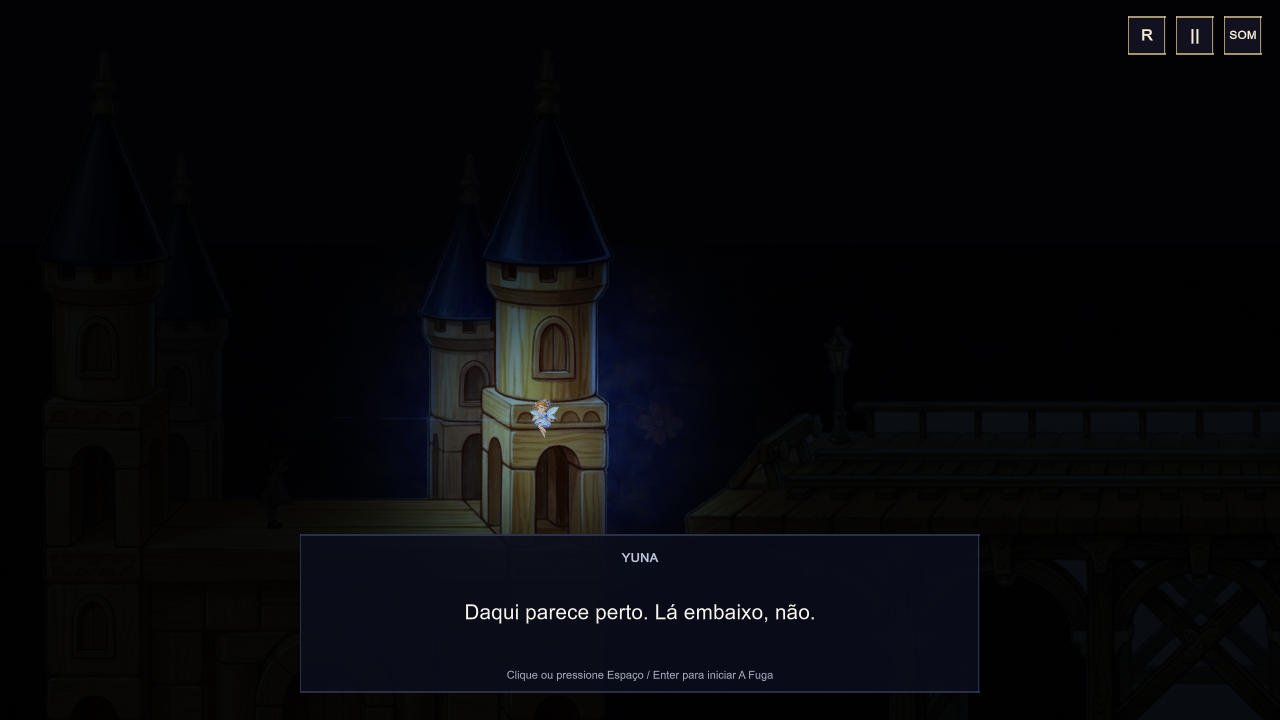 R
||
SOM
YUNA
Daqui parece perto. Lá embaixo, não.
Clique ou pressione Espaço / Enter para iniciar A Fuga